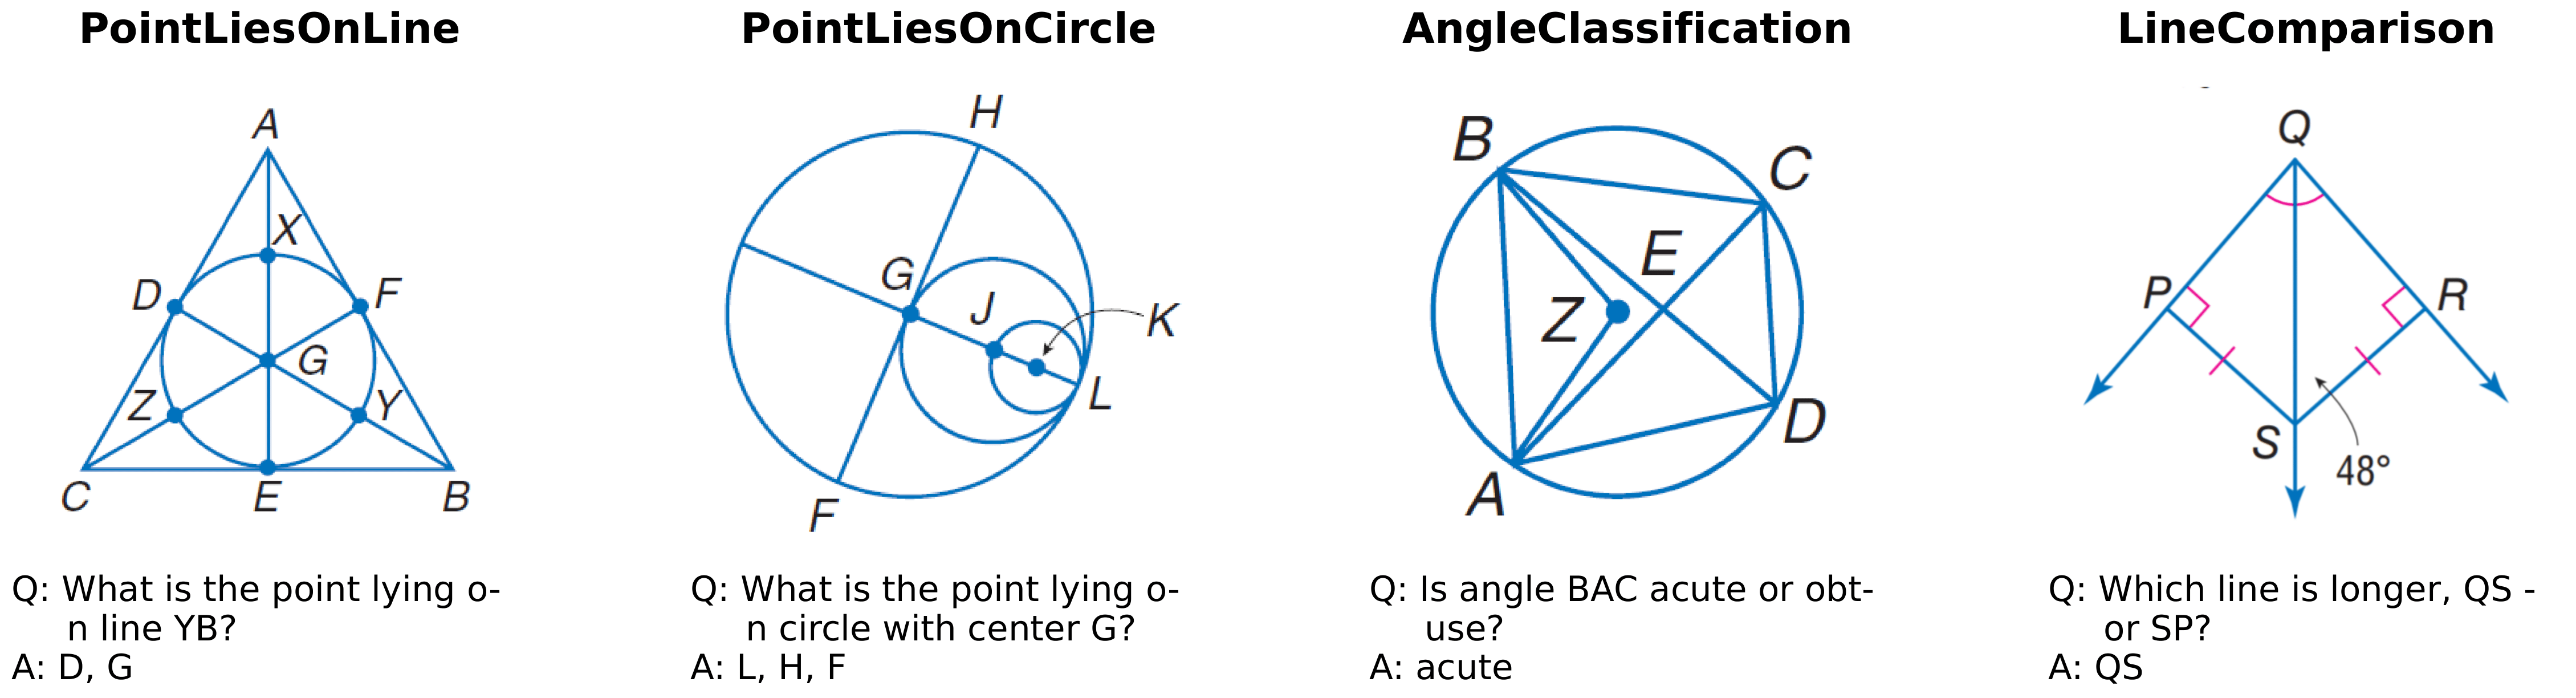 PointLiesOnLine
A
X
D
F
G
Z
Y
C
E
B
Q: What is the point lying o-
n line YB?
A: D, G
PointLiesOnCircle
H
G
J
K
L
F
Q: What is the point lying o-
n circle with center G?
A: L, H, F
AngleClassification
B
C
E
Z
D
A
Q: Is angle BAC acute or obt-
use?
A: acute
LineComparison
Q
P
R
S
48°
Q: Which line is longer, QS -
or SP?
A: QS